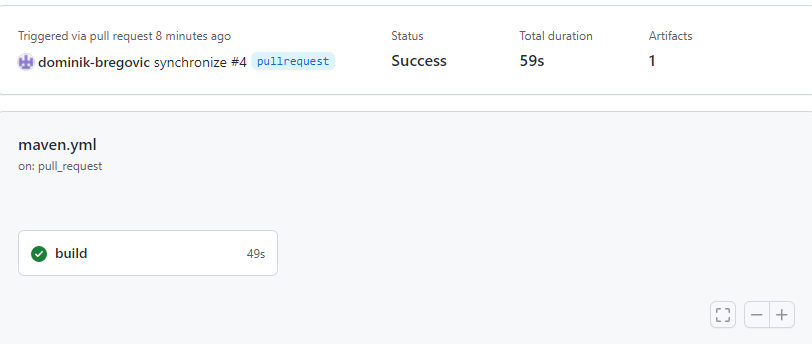 Triggered via pull request 8 minutes ago
Status
Total duration
Artifacts
dominik-bregovic synchronize #4 pullrequest
Success
59s
1
maven.yml
on: pull_request
build
49s